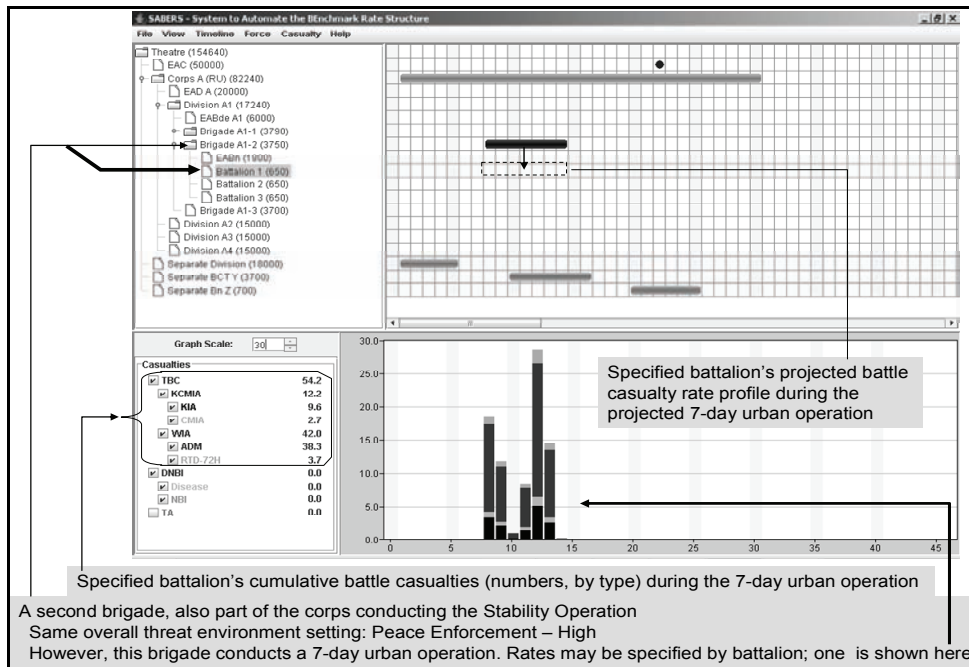 SABERS - System to Automate the BEnchmark Rate Structure
File View Timeline Force Casualty Help
Theatre (154640)
EAC (50000)
Corps A (RU) (82240)
EAD A (20000)
Division A1 (17240)
EABde A1 (6000)
Brigade A1-1 (3790)
Brigade A1-2 (3750)
EABn (1800)
Battalion 1 (650)
Battalion 2 (650)
Battalion 3 (650)
Brigade A1-3 (3700)
Division A2 (15000)
Division A3 (15000)
Division A4 (15000)
Separate Division (18000)
Separate BCT Y (3700)
Separate Bn Z (700)
Graph Scale: 30
Casualties
TBC 54.2
KCMIA 12.2
KIA 9.6
CMIA 2.7
WIA 42.0
ADM 38.3
RTD-72H 3.7
DNBI 0.0
Disease 0.0
NBI 0.0
TA 0.0
30.0
25.0
20.0
15.0
10.0
5.0
0.0
0 5 10 15 20 25 30 35 40 45
Specified battalion's projected battle
casualty rate profile during the
projected 7-day urban operation
Specified battalion's cumulative battle casualties (numbers, by type) during the 7-day urban operation
A second brigade, also part of the corps conducting the Stability Operation
Same overall threat environment setting: Peace Enforcement – High
However, this brigade conducts a 7-day urban operation. Rates may be specified by battalion; one is shown here